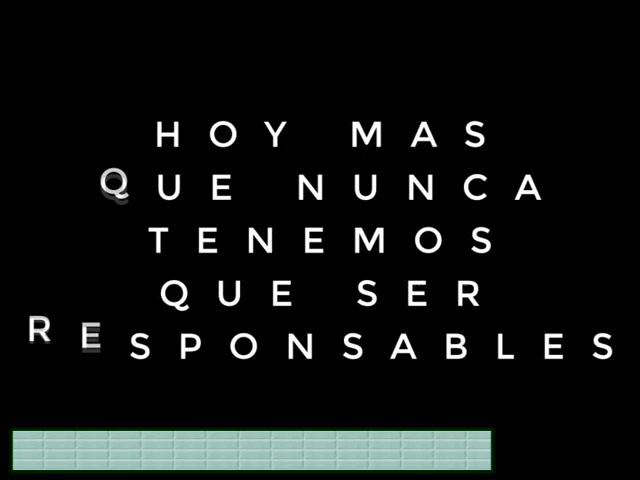 HOY MAS
QUE NUNCA
TENEMOS
QUE SER
RESPONSABLES